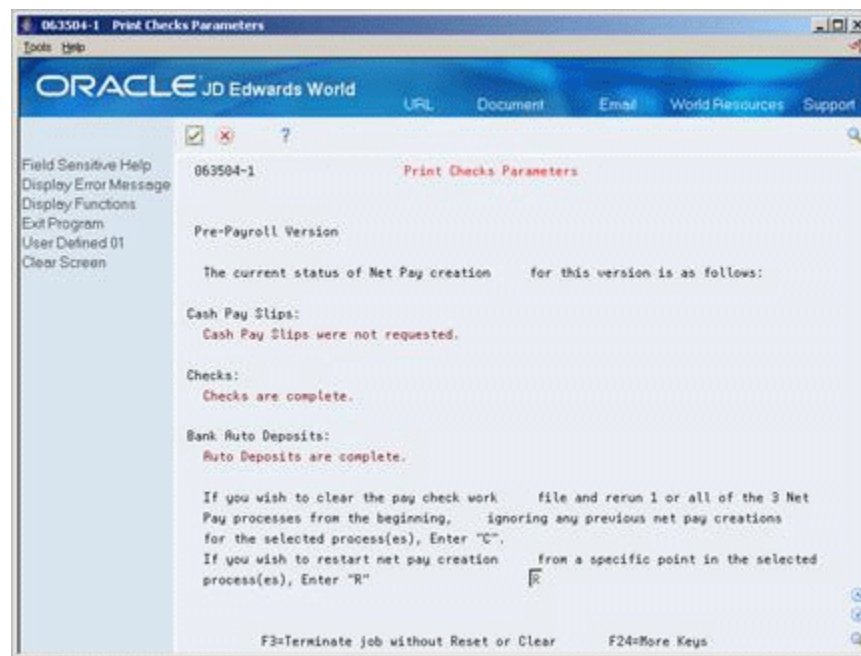 063504-1 Print Checks Parameters
Tools Help
ORACLE JD Edwards World
URL Document Email World Resources Support
?
Field Sensitive Help
Display Error Message
Display Functions
Exit Program
User Defined 01
Clear Screen
063504-1 Print Checks Parameters
Pre-Payroll Version
The current status of Net Pay creation for this version is as follows:
Cash Pay Slips:
Cash Pay Slips were not requested.
Checks:
Checks are complete.
Bank Auto Deposits:
Auto Deposits are complete.
If you wish to clear the pay check work file and rerun 1 or all of the 3 Net
Pay processes from the beginning, ignoring any previous net pay creations
for the selected process(es), Enter "C".
If you wish to restart net pay creation from a specific point in the selected
process(es), Enter "R" R
F3=Terminate job without Reset or Clear F24=More Keys